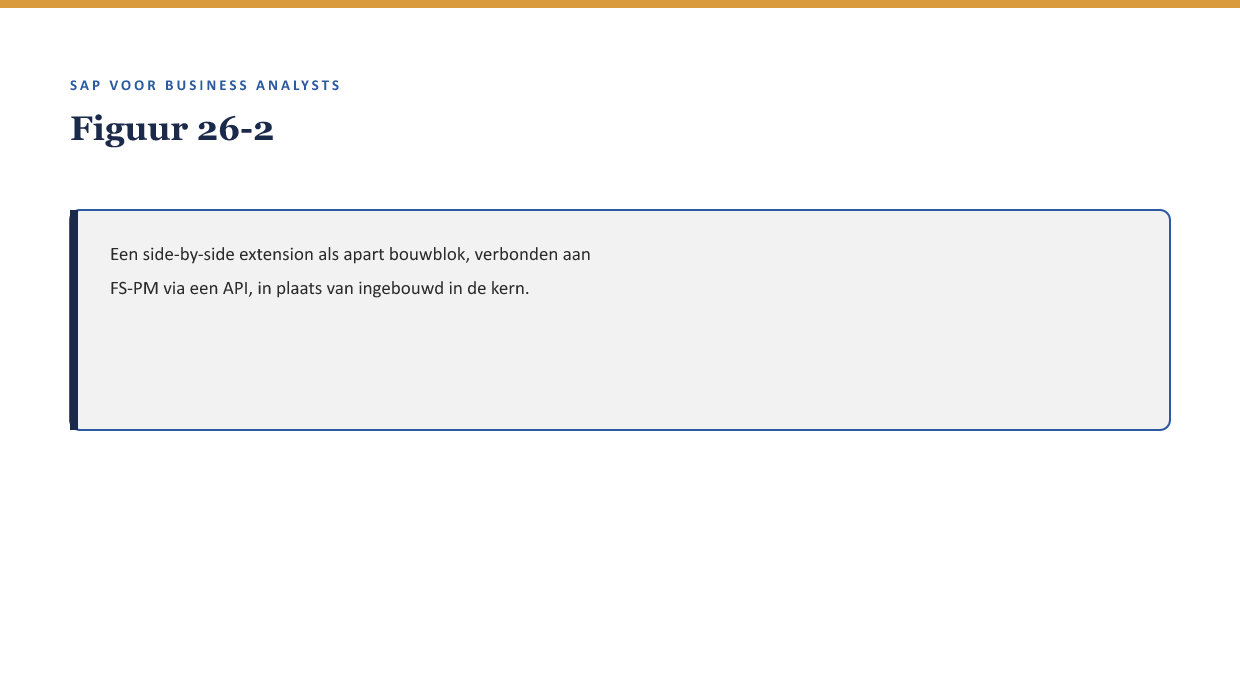 SAP VOOR BUSINESS ANALYSTS
Figuur 26-2
Een side-by-side extension als apart bouwblok, verbonden aan
FS-PM via een API, in plaats van ingebouwd in de kern.